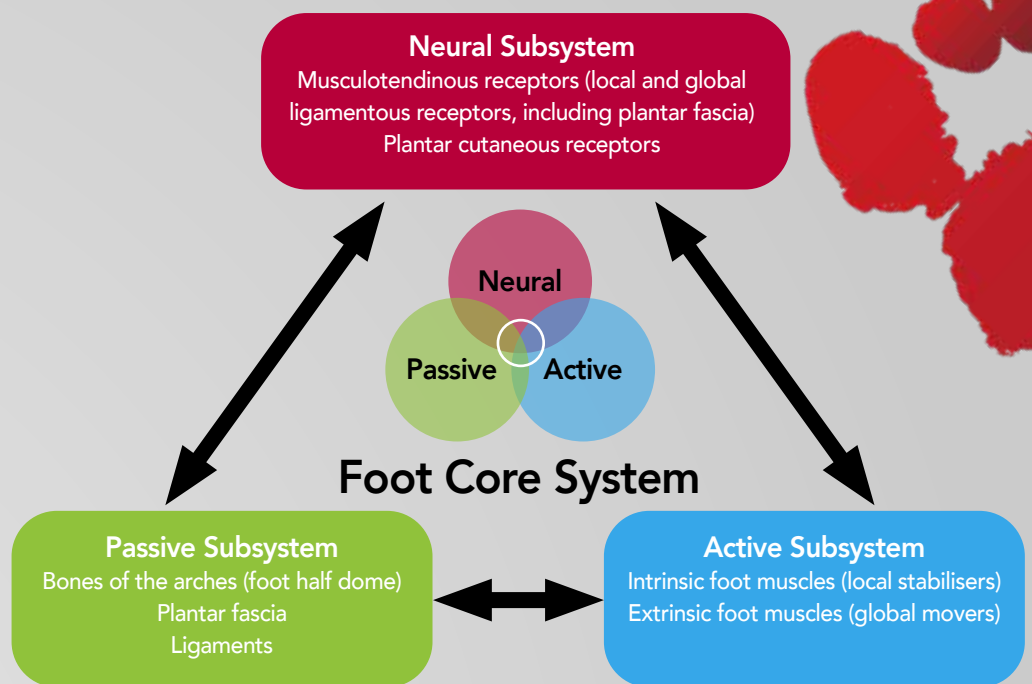 Neural Subsystem
Musculotendinous receptors (local and global
ligamentous receptors, including plantar fascia)
Plantar cutaneous receptors
Neural
Passive
Active
Foot Core System
Passive Subsystem
Bones of the arches (foot half dome)
Plantar fascia
Ligaments
Active Subsystem
Intrinsic foot muscles (local stabilisers)
Extrinsic foot muscles (global movers)